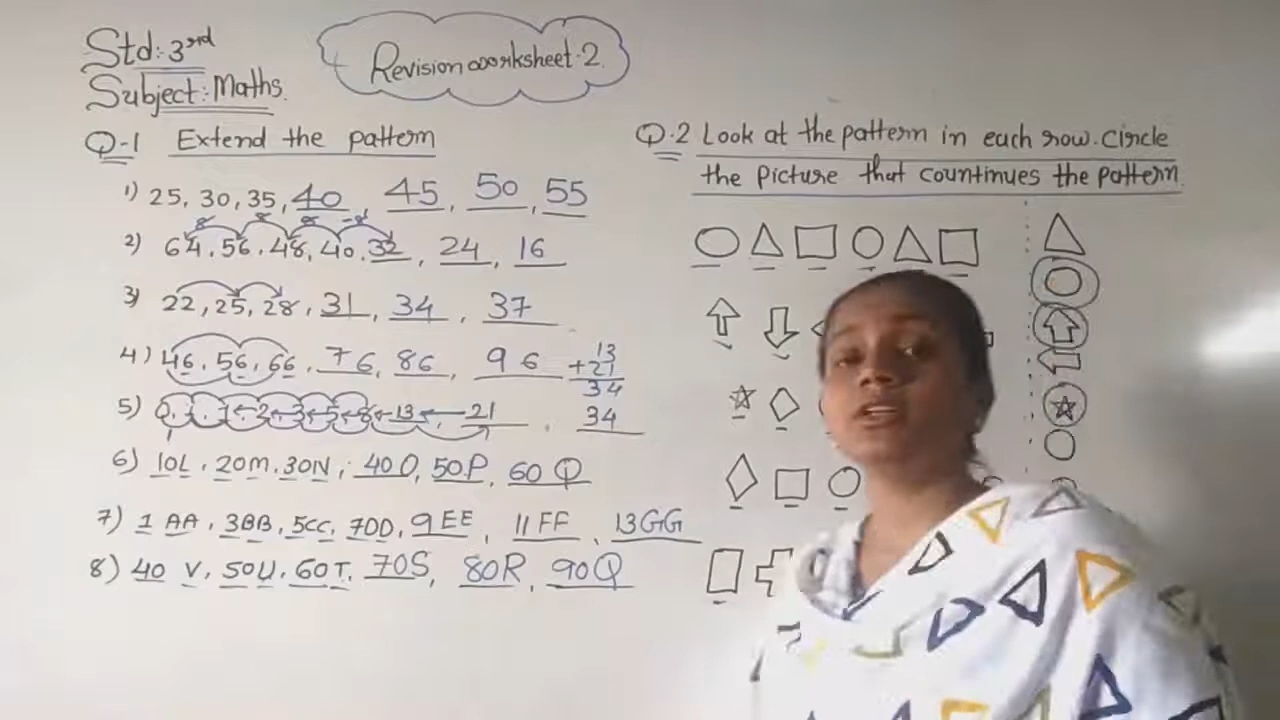 Std: 3rd
Subject: Maths.
Revision worksheet-2
Q-1 Extend the pattern
1) 25, 30, 35, 40, 45, 50, 55
8 8 8 -8
2) 64, 56, 48, 40, 32, 24, 16
3) 22, 25, 28, 31, 34, 37
4) 46, 56, 66, 76, 86, 96
13
+21
34
5) 1 2 3 5 8 13 21, 34
6) 10L, 20M, 30N, 40O, 50P, 60Q
7) 1AA, 3BB, 5CC, 7DD, 9EE, 11FF, 13GG
8) 40V, 50U, 60T, 70S, 80R, 90Q
Q.2 Look at the pattern in each row. Circle
the Picture that countinues the pattern